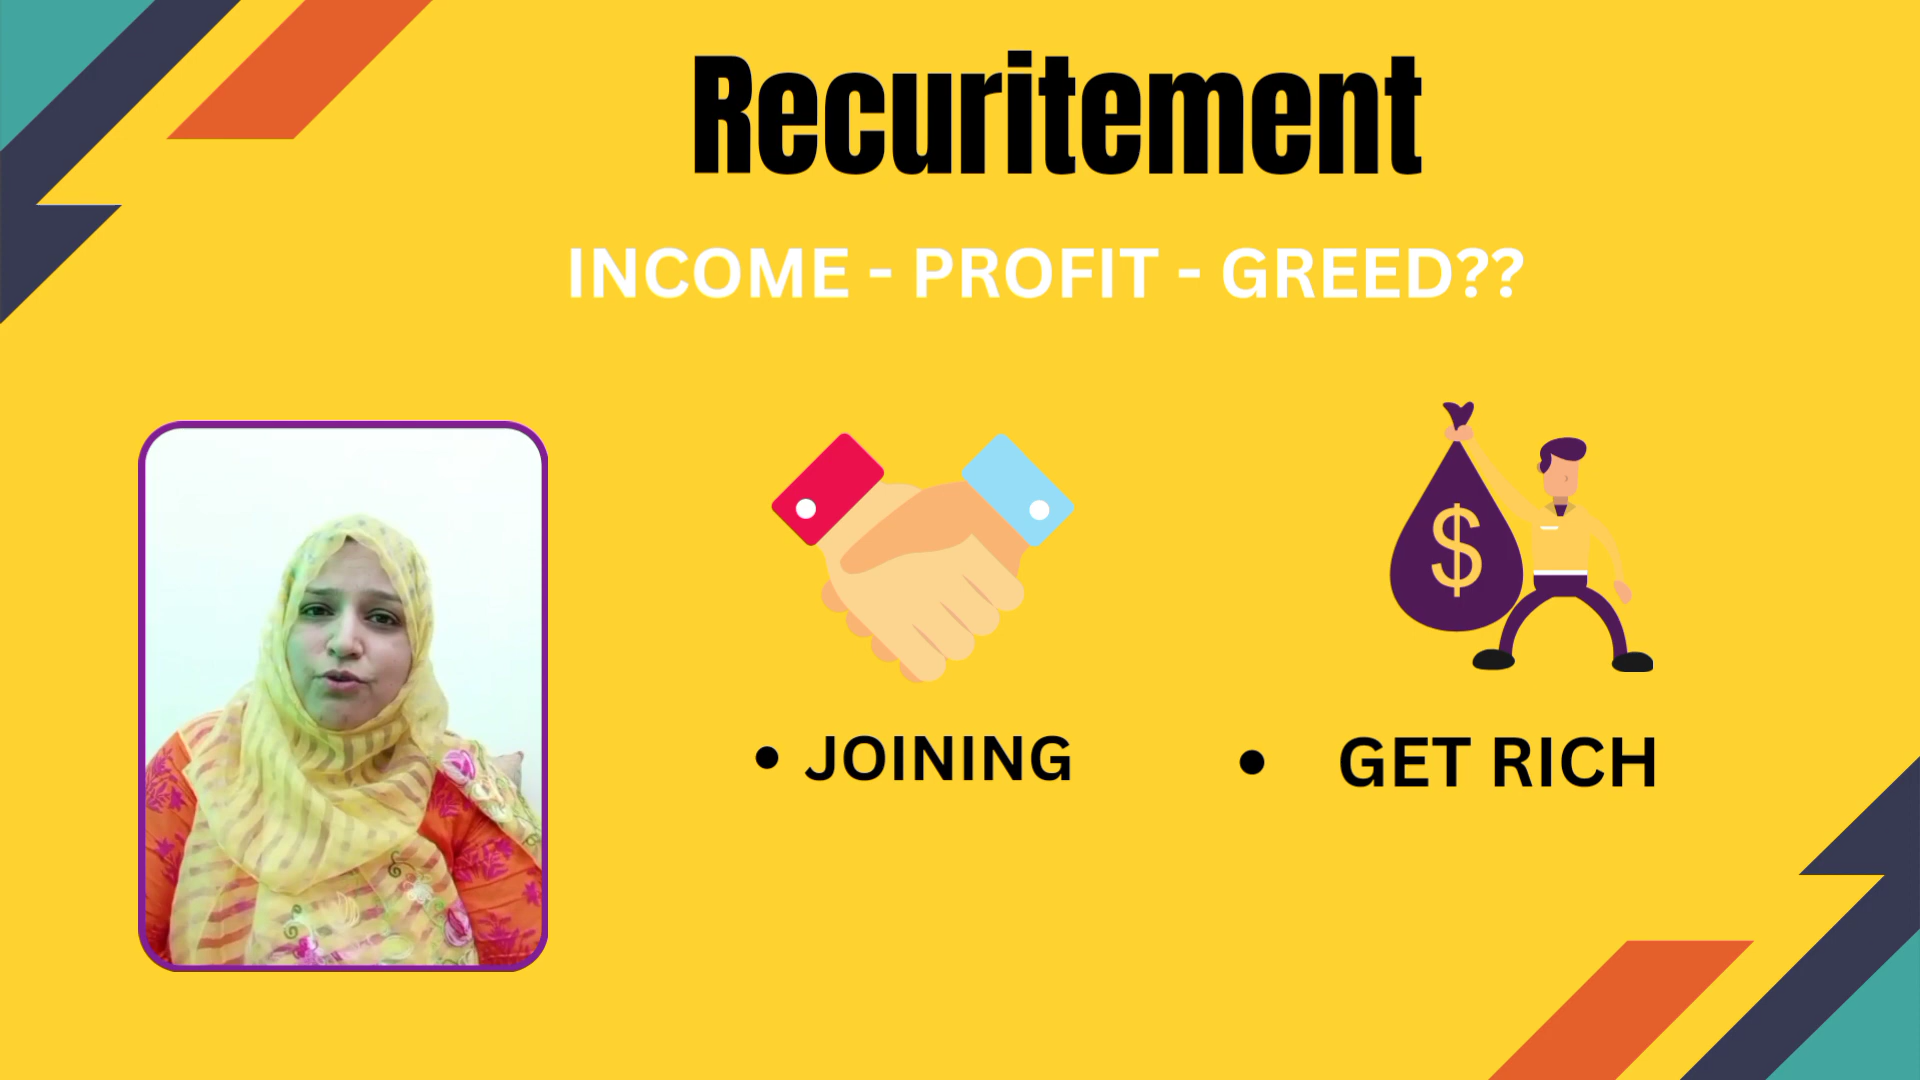 Recuritement
INCOME - PROFIT - GREED??
$
• JOINING
• GET RICH